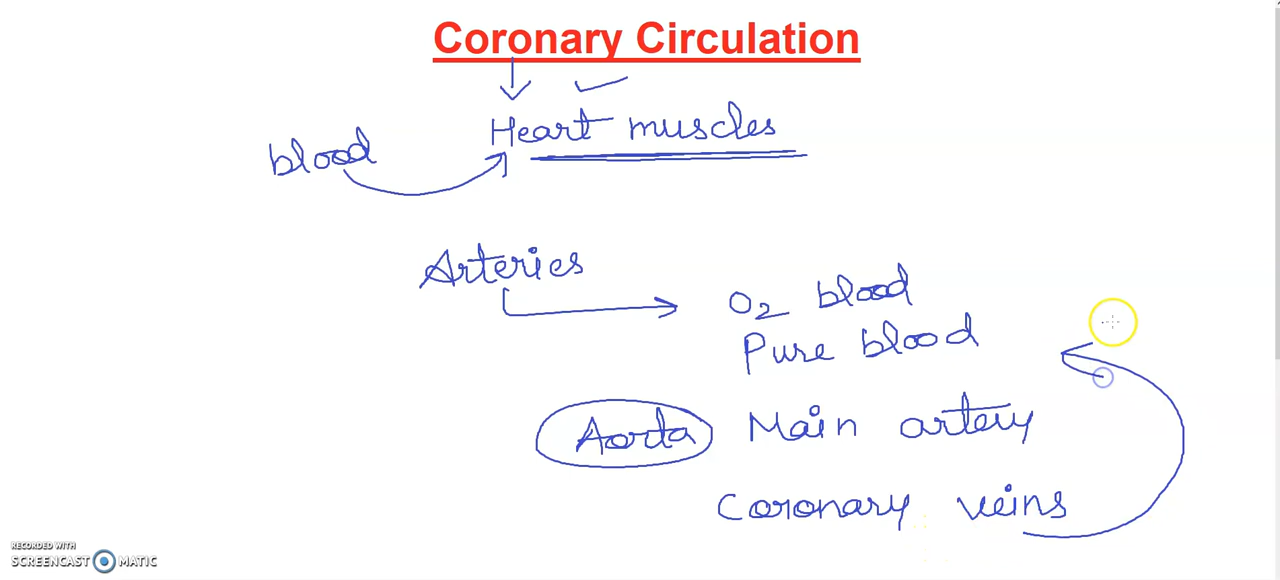 Coronary Circulation
Heart muscles
blood
Arteries
O2 blood
Pure blood
Aorta Main artery
Coronary veins
RECORDED WITH
SCREENCAST MATIC